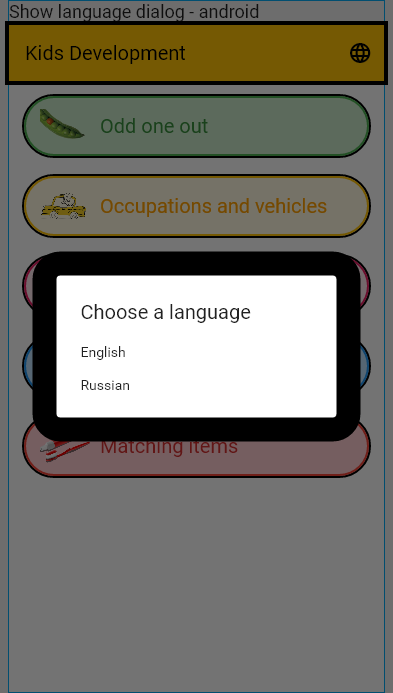 Show language dialog - android
Kids Development
Odd one out
Occupations and vehicles
Choose a language
English
Russian
Matching items